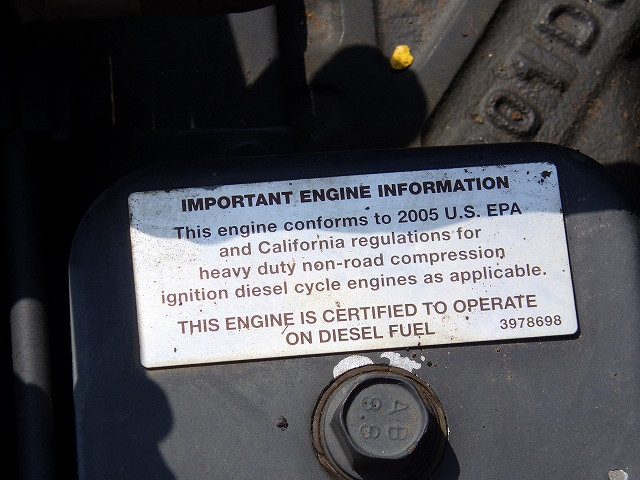 01D
IMPORTANT ENGINE INFORMATION
This engine conforms to 2005 U.S. EPA
and California regulations for
heavy duty non-road compression
ignition diesel cycle engines as applicable.
THIS ENGINE IS CERTIFIED TO OPERATE
ON DIESEL FUEL 3978698
AB
8.8